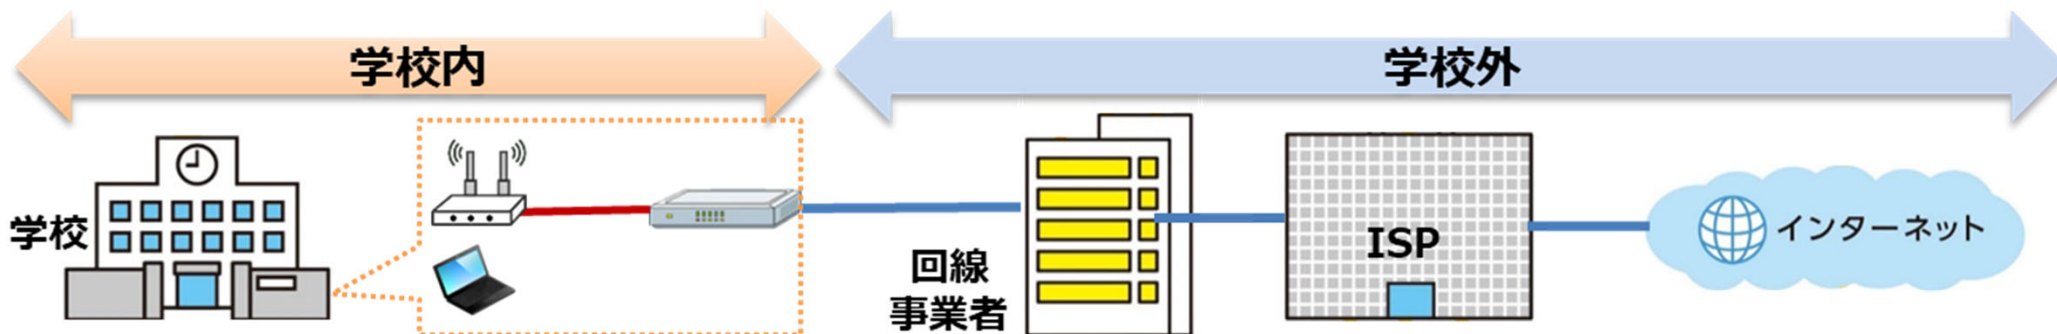 学校内
学校外
学校
回線
事業者
ISP
インターネット